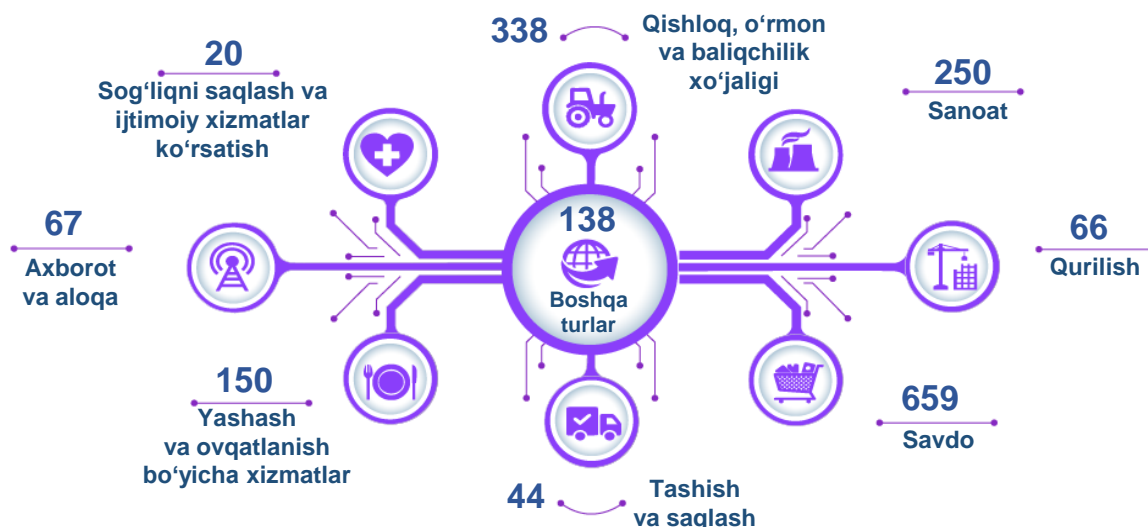 338
Qishloq, o‘rmon
va baliqchilik
xo‘jaligi
20
Sog‘liqni saqlash va
ijtimoiy xizmatlar
ko‘rsatish
250
Sanoat
67
Axborot
va aloqa
138
Boshqa
turlar
66
Qurilish
150
Yashash
va ovqatlanish
bo‘yicha xizmatlar
659
Savdo
44
Tashish
va saqlash